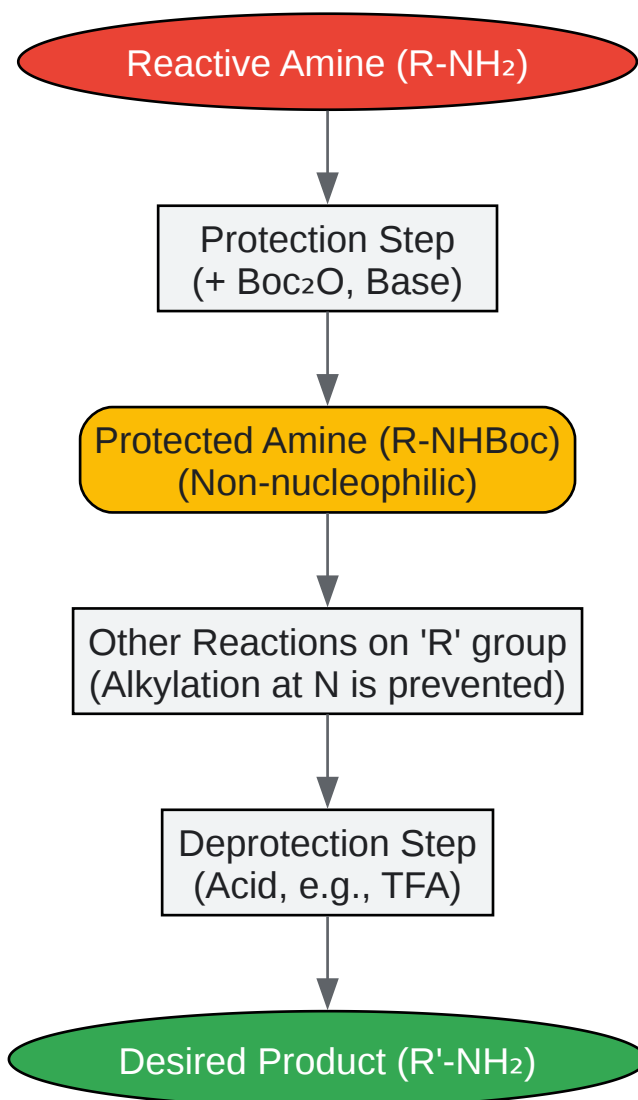 Reactive Amine (R-NH₂)
Protection Step
(+ Boc₂O, Base)
Protected Amine (R-NHBoc)
(Non-nucleophilic)
Other Reactions on 'R' group
(Alkylation at N is prevented)
Deprotection Step
(Acid, e.g., TFA)
Desired Product (R'-NH₂)